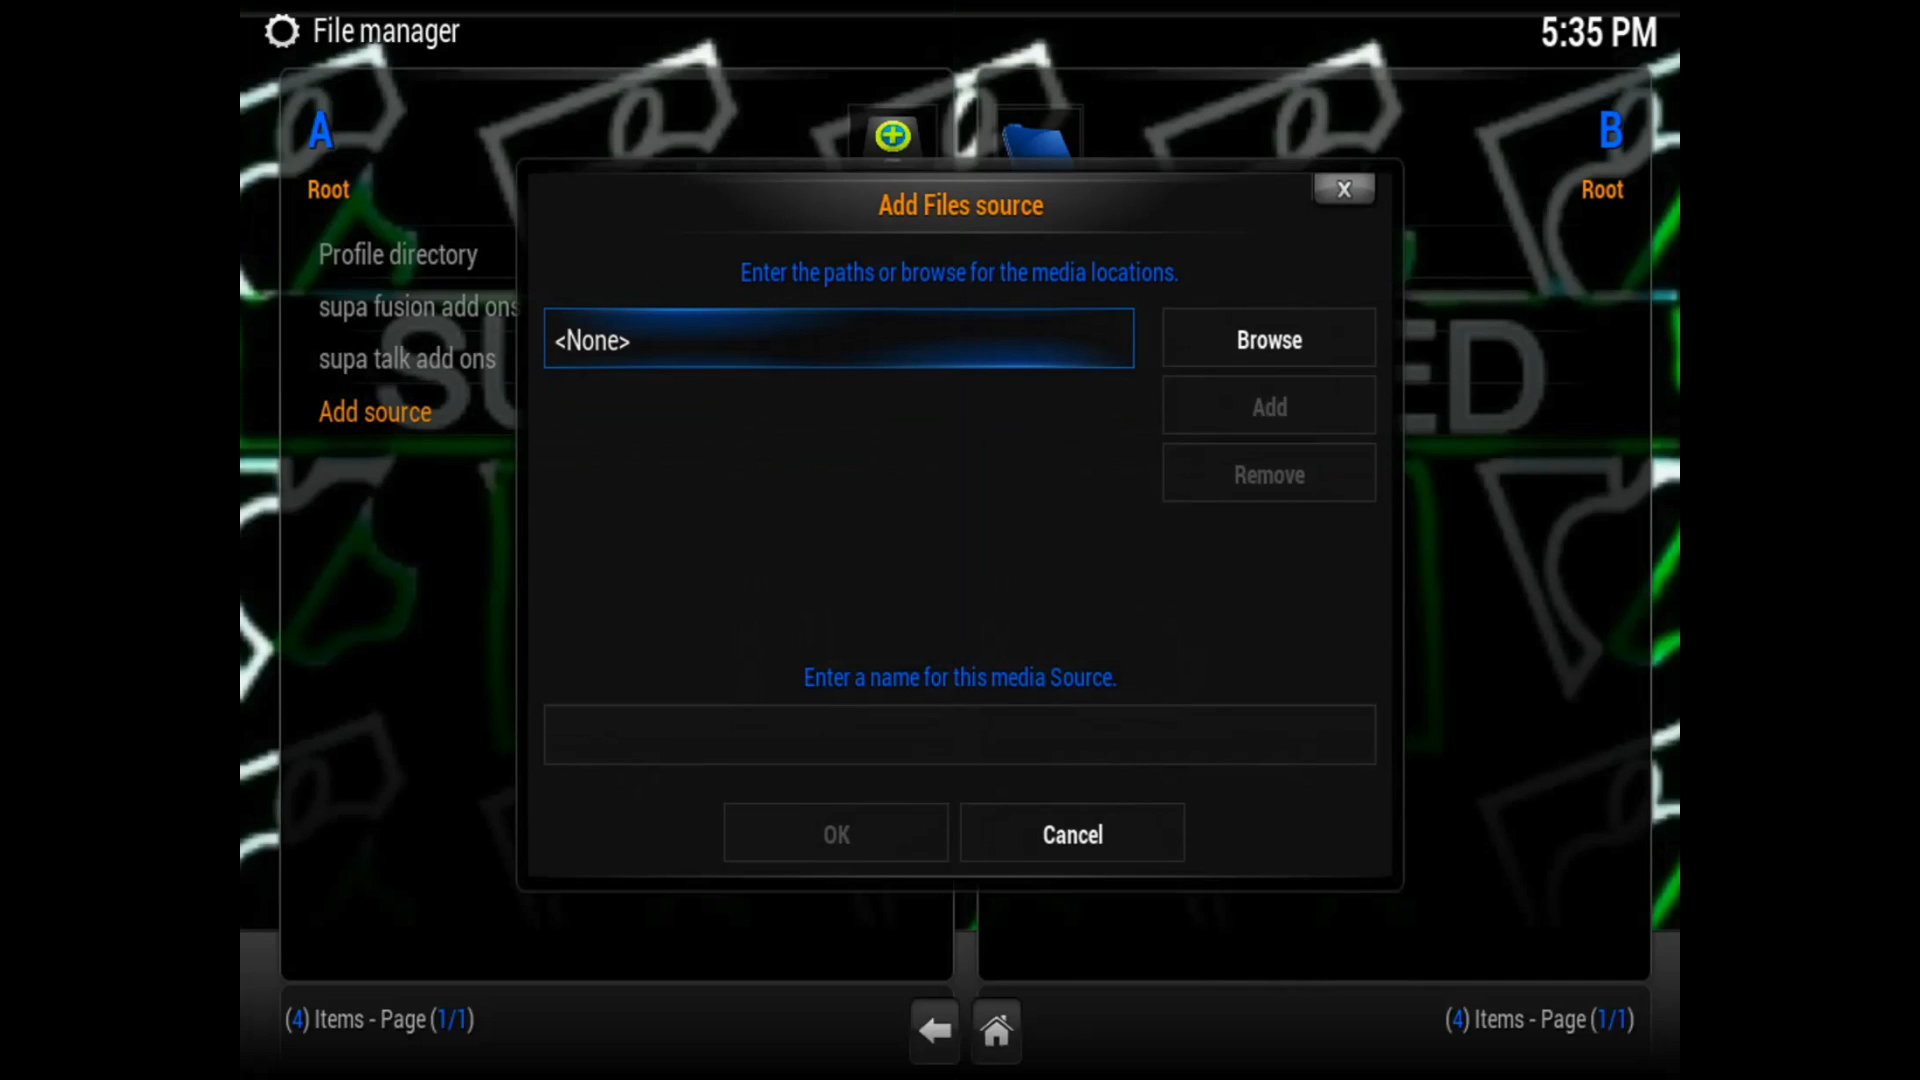 File manager
5:35 PM
A
B
Root
Root
Profile directory
supa fusion add ons
supa talk add ons
Add source
Add Files source
X
Enter the paths or browse for the media locations.
<None>
Browse
Add
Remove
Enter a name for this media Source.
OK
Cancel
SU
ED
(4) Items - Page (1/1)
(4) Items - Page (1/1)